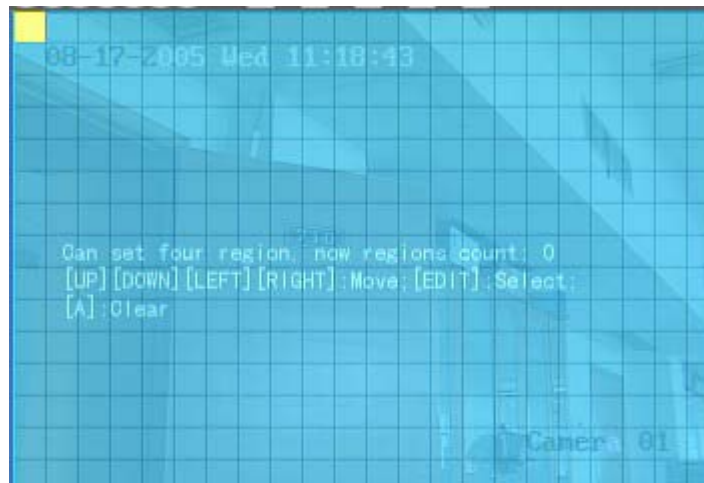 08-17-2005 Wed 11:18:43
Can set four region, now regions count: 0
[UP][DOWN][LEFT][RIGHT]:Move;[EDIT]:Select;
[A]:Clear
Camera 01